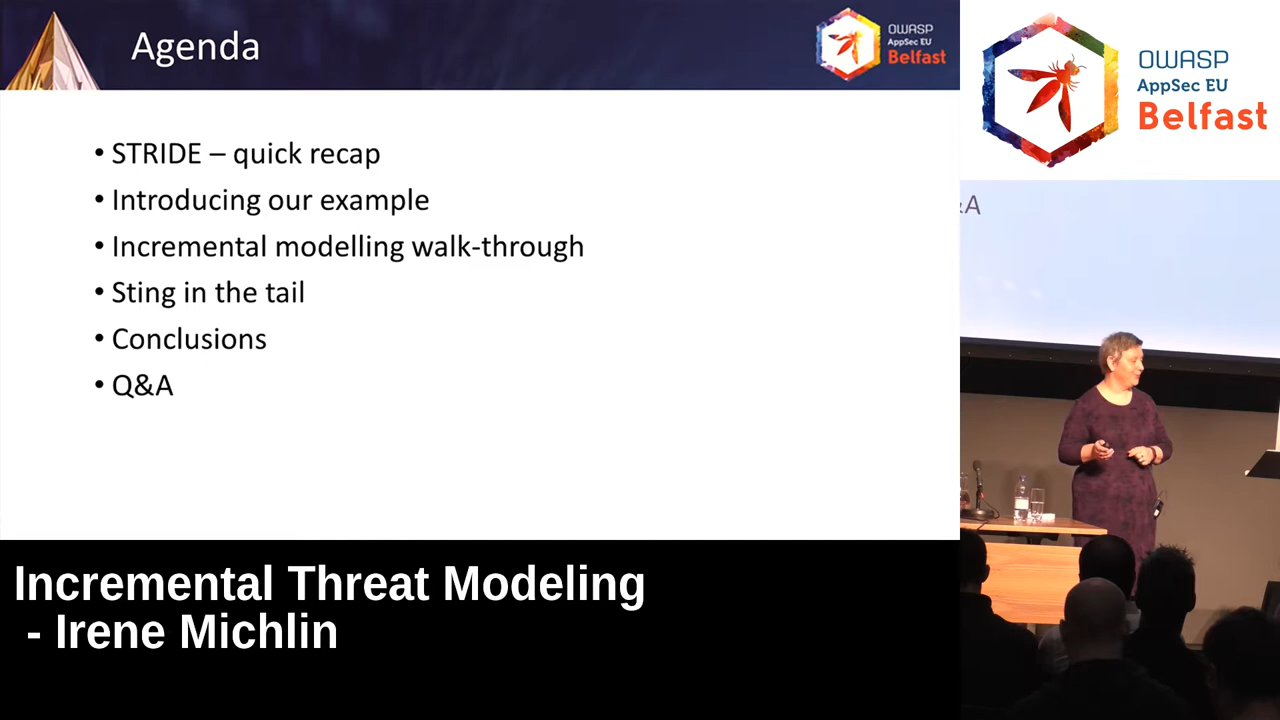 Agenda
OWASP
AppSec EU
Belfast
• STRIDE – quick recap
• Introducing our example
• Incremental modelling walk-through
• Sting in the tail
• Conclusions
• Q&A
OWASP
AppSec EU
Belfast
&A
Incremental Threat Modeling
- Irene Michlin